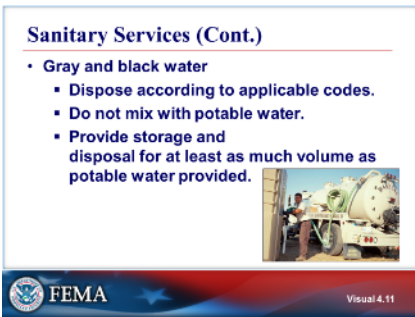 Sanitary Services (Cont.)
• Gray and black water
▪ Dispose according to applicable codes.
▪ Do not mix with potable water.
▪ Provide storage and
disposal for at least as much volume as
potable water provided.
FEMA
Visual 4.11